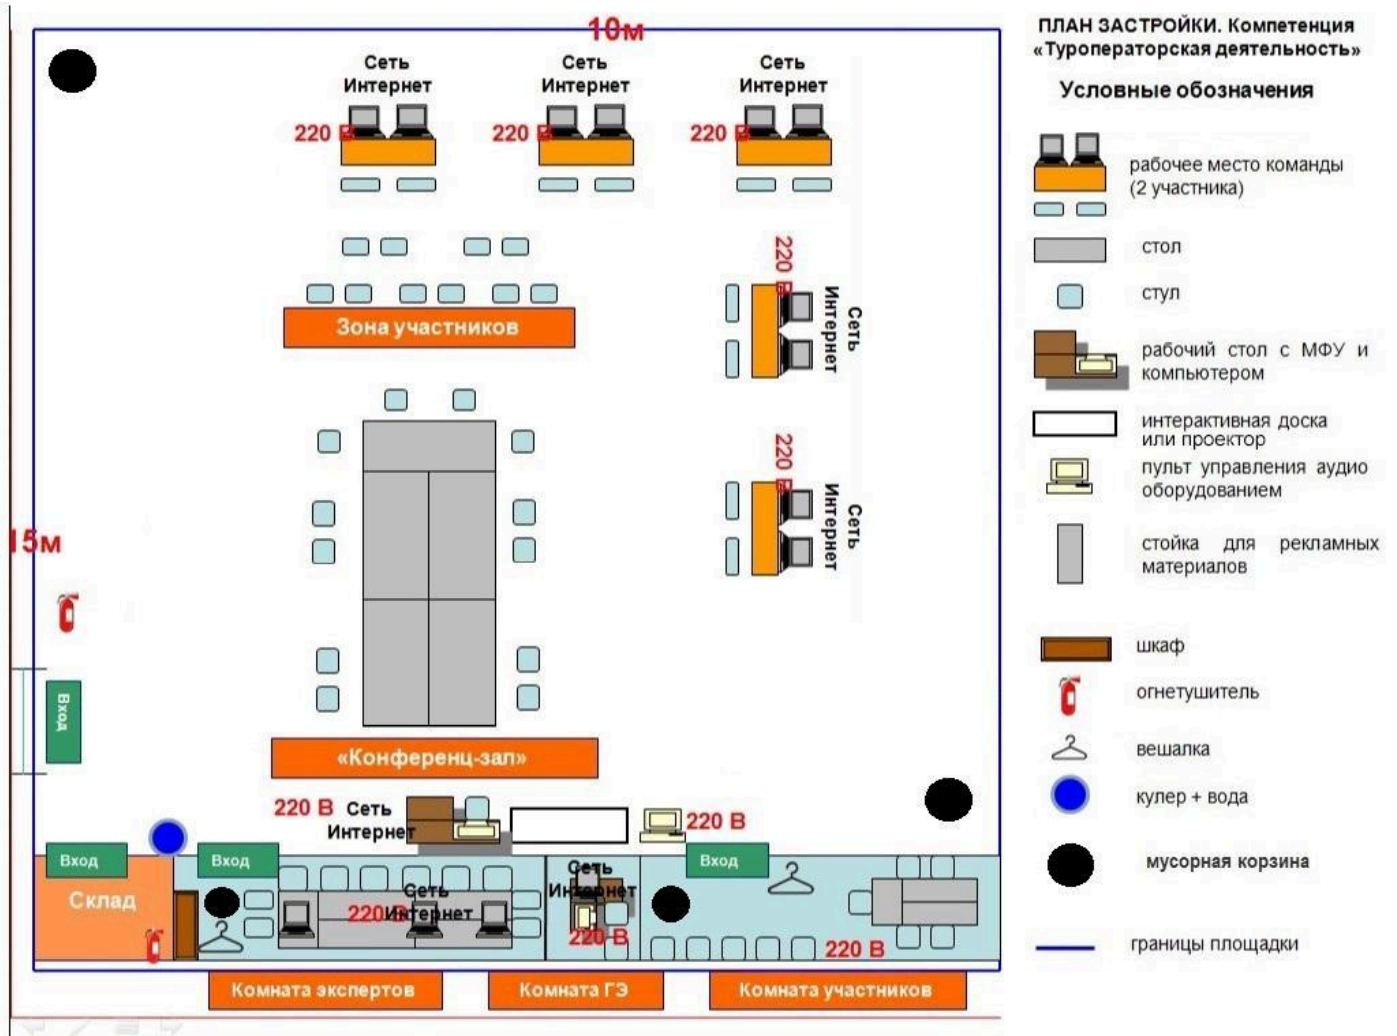 10м
ПЛАН ЗАСТРОЙКИ. Компетенция
«Туроператорская деятельность»
Условные обозначения
Сеть
Интернет
Сеть
Интернет
Сеть
Интернет
220 В
220 В
220 В
рабочее место команды
(2 участника)
стол
стул
рабочий стол с МФУ и
компьютером
интерактивная доска
или проектор
пульт управления аудио
оборудованием
стойка для рекламных
материалов
шкаф
огнетушитель
вешалка
кулер + вода
мусорная корзина
границы площадки
220 В
Сеть
Интернет
Зона участников
220 В
Сеть
Интернет
15м
Вход
«Конференц-зал»
220 В
Сеть
Интернет
220 В
Вход
Вход
Вход
Склад
Сеть
Интернет
220 В
Сеть
Интернет
220 В
220 В
Комната экспертов
Комната ГЭ
Комната участников